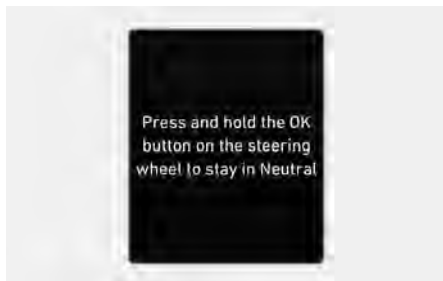 Press and hold the OK
button on the steering
wheel to stay in Neutral